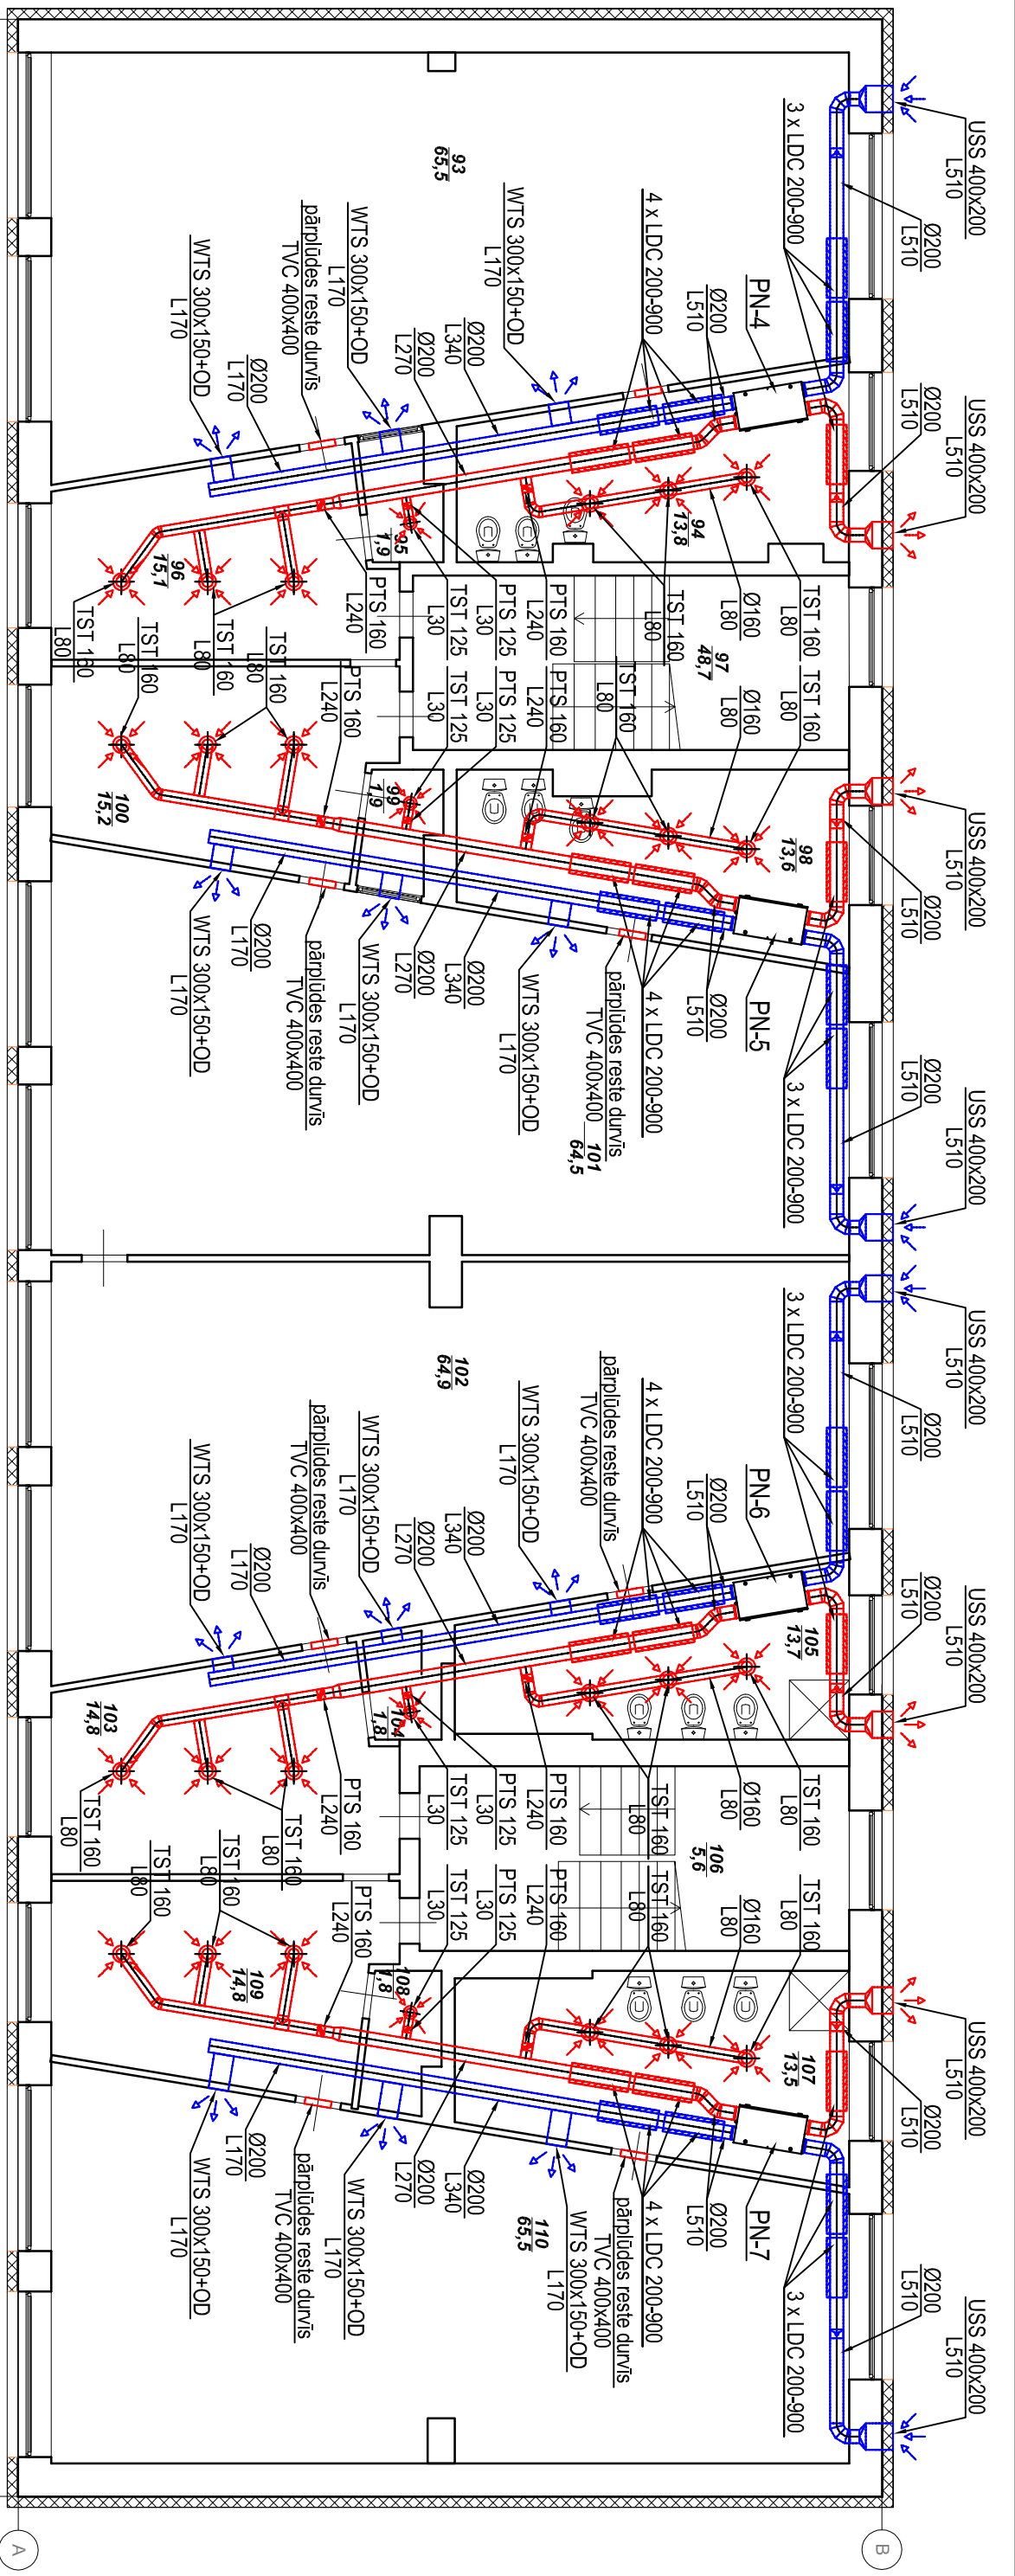 USS 400x200
L510
Ø200
L510
USS 400x200
L510
Ø200
L510
USS 400x200
L510
Ø200
L510
USS 400x200
L510
Ø200
L510
USS 400x200
L510
Ø200
L510
USS 400x200
L510
Ø200
L510
USS 400x200
L510
Ø200
L510
USS 400x200
L510
Ø200
L510
3 x LDC 200-900
PN-4
Ø200
L510
4 x LDC 200-900
WTS 300x150+OD
L170
Ø200
L340
Ø200
L270
WTS 300x150+OD
L170
pārplūdes reste durvīs
TVC 400x400
Ø200
L170
WTS 300x150+OD
L170
93
65,5
94
13,8
95
1,9
96
15,1
TST 160
L80
Ø160
L80
TST 160
L80
PTS 160
L240
PTS 125
L30
TST 125
L30
PTS 160
L240
TST 160
L80
TST 160
L80
97
48,7
TST 160
L80
Ø160
L80
TST 160
L80
PTS 160
L240
PTS 125
L30
TST 125
L30
PTS 160
L240
TST 160
L80
TST 160
L80
98
13,6
99
1,9
100
15,2
3 x LDC 200-900
PN-5
Ø200
L510
4 x LDC 200-900
pārplūdes reste durvīs
TVC 400x400
WTS 300x150+OD
L170
Ø200
L340
Ø200
L270
WTS 300x150+OD
L170
pārplūdes reste durvīs
TVC 400x400
Ø200
L170
WTS 300x150+OD
L170
101
64,5
3 x LDC 200-900
PN-6
Ø200
L510
4 x LDC 200-900
pārplūdes reste durvīs
TVC 400x400
WTS 300x150+OD
L170
Ø200
L340
Ø200
L270
WTS 300x150+OD
L170
pārplūdes reste durvīs
TVC 400x400
Ø200
L170
WTS 300x150+OD
L170
102
64,9
105
13,7
104
1,8
103
14,8
TST 160
L80
Ø160
L80
TST 160
L80
PTS 160
L240
PTS 125
L30
TST 125
L30
PTS 160
L240
TST 160
L80
TST 160
L80
106
5,6
TST 160
L80
Ø160
L80
TST 160
L80
PTS 160
L240
PTS 125
L30
TST 125
L30
PTS 160
L240
TST 160
L80
TST 160
L80
107
13,5
108
1,8
109
14,8
3 x LDC 200-900
PN-7
Ø200
L510
4 x LDC 200-900
pārplūdes reste durvīs
TVC 400x400
WTS 300x150+OD
L170
Ø200
L340
Ø200
L270
WTS 300x150+OD
L170
pārplūdes reste durvīs
TVC 400x400
Ø200
L170
WTS 300x150+OD
L170
110
65,5
B
A